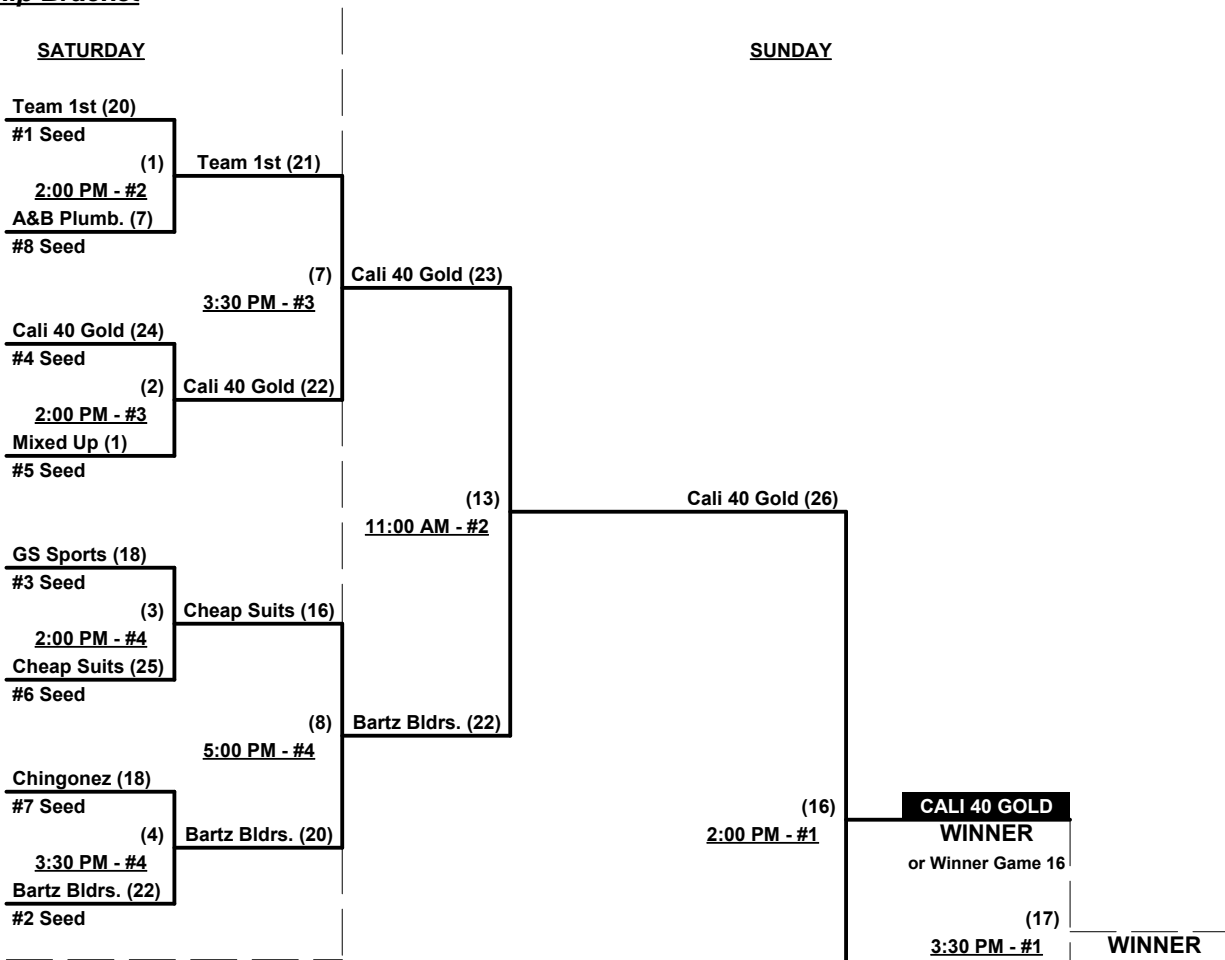 SATURDAY
SUNDAY
Team 1st (20)
#1 Seed
(1)
Team 1st (21)
2:00 PM - #2
A&B Plumb. (7)
#8 Seed
(7)
Cali 40 Gold (23)
3:30 PM - #3
Cali 40 Gold (24)
#4 Seed
(2)
Cali 40 Gold (22)
2:00 PM - #3
Mixed Up (1)
#5 Seed
(13)
Cali 40 Gold (26)
11:00 AM - #2
GS Sports (18)
#3 Seed
(3)
Cheap Suits (16)
2:00 PM - #4
Cheap Suits (25)
#6 Seed
(8)
Bartz Bldrs. (22)
5:00 PM - #4
Chingonez (18)
#7 Seed
(16)
CALI 40 GOLD
(4)
Bartz Bldrs. (20)
2:00 PM - #1
WINNER
3:30 PM - #4
or Winner Game 16
Bartz Bldrs. (22)
#2 Seed
(17)
3:30 PM - #1
WINNER